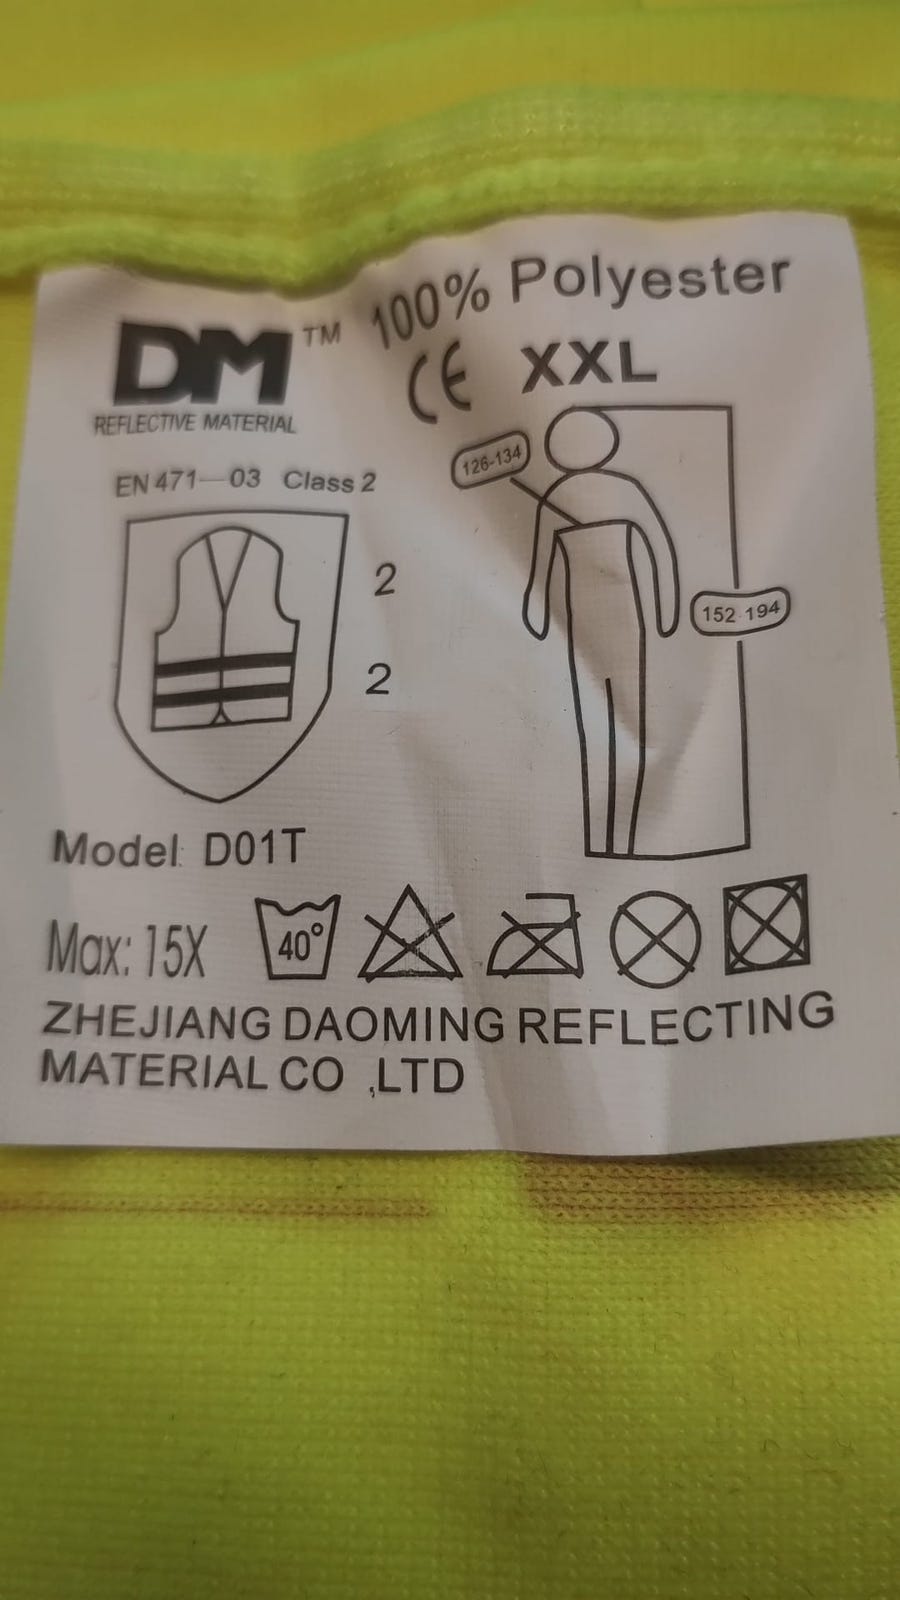 DM™
REFLECTIVE MATERIAL
100% Polyester
CE XXL
EN 471—03 Class 2
126-134
2
2
152-194
Model: D01T
Max: 15X
40°
ZHEJIANG DAOMING REFLECTING
MATERIAL CO ,LTD